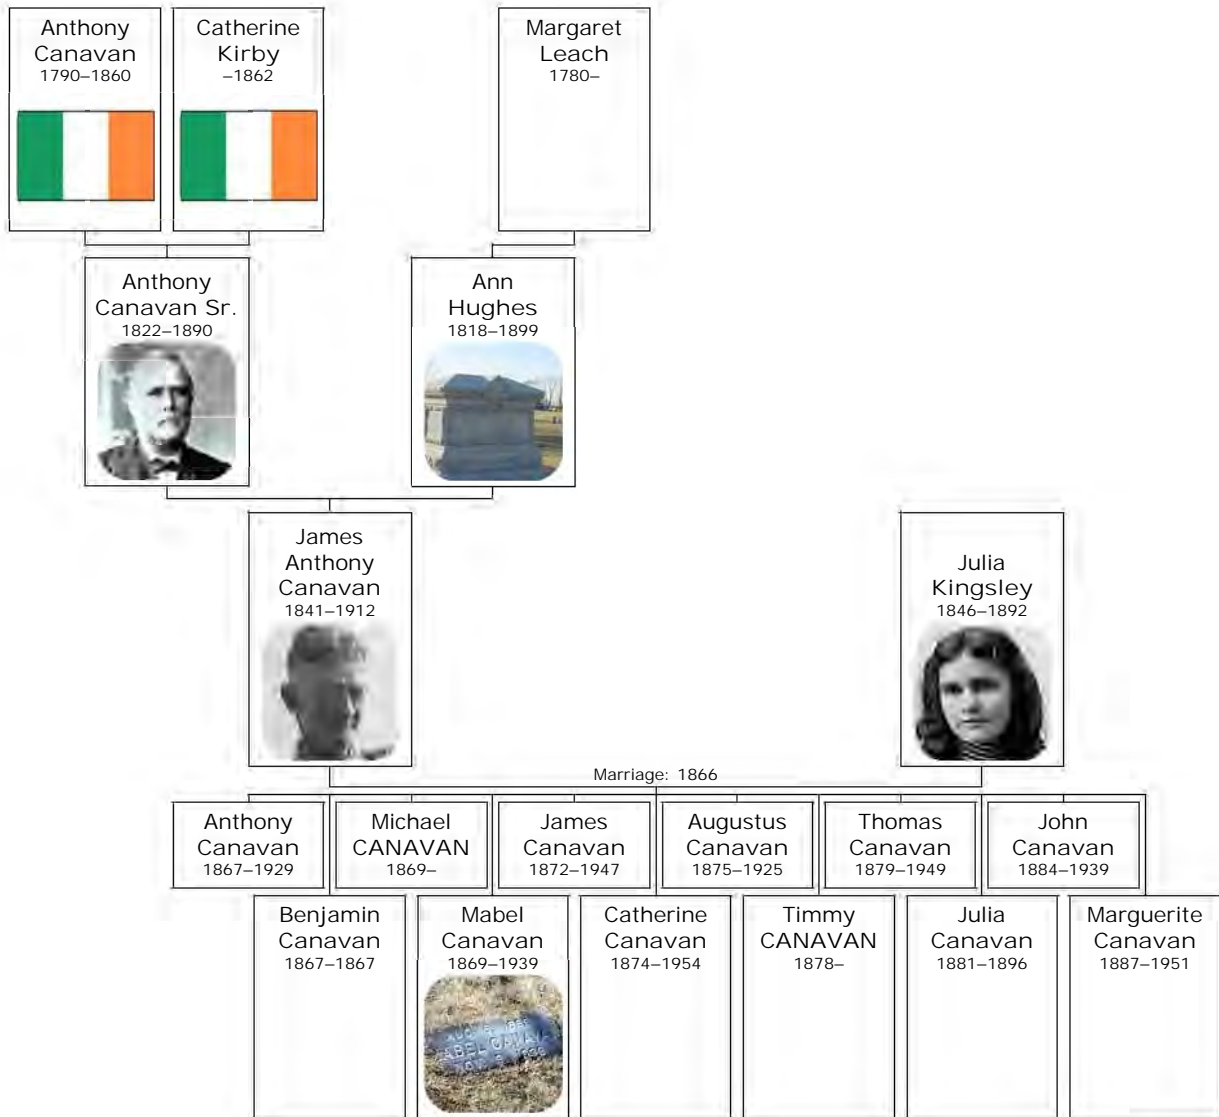 Anthony
Canavan
1790–1860
Catherine
Kirby
–1862
Margaret
Leach
1780–
Anthony
Canavan Sr.
1822–1890
Ann
Hughes
1818–1899
James
Anthony
Canavan
1841–1912
Julia
Kingsley
1846–1892
Marriage: 1866
Anthony
Canavan
1867–1929
Michael
CANAVAN
1869–
James
Canavan
1872–1947
Augustus
Canavan
1875–1925
Thomas
Canavan
1879–1949
John
Canavan
1884–1939
Benjamin
Canavan
1867–1867
Mabel
Canavan
1869–1939
Catherine
Canavan
1874–1954
Timmy
CANAVAN
1878–
Julia
Canavan
1881–1896
Marguerite
Canavan
1887–1951